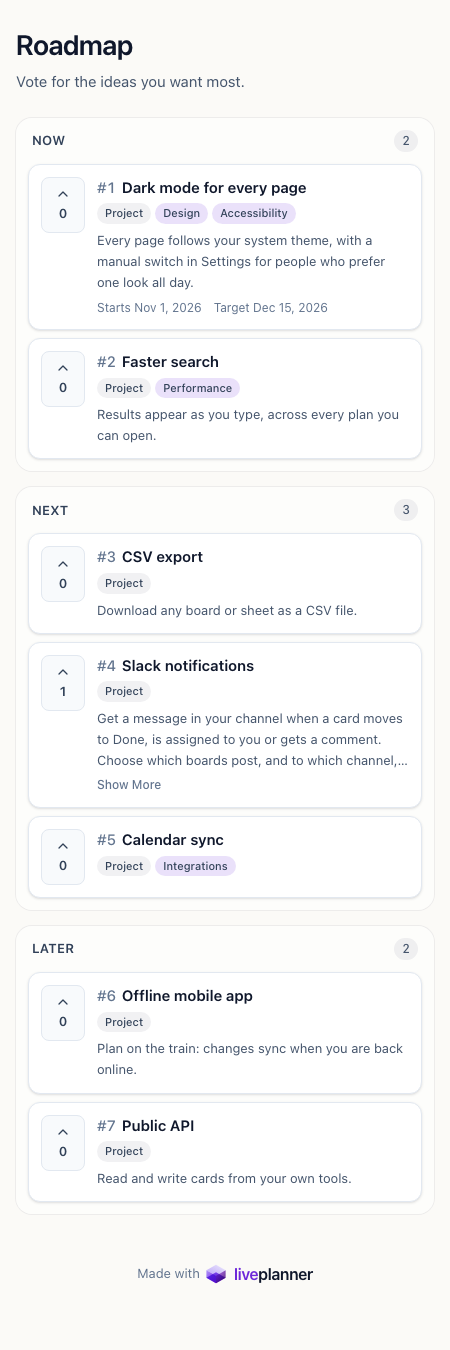 Roadmap
Vote for the ideas you want most.
NOW 2
0
#1 Dark mode for every page
Project Design Accessibility
Every page follows your system theme, with a
manual switch in Settings for people who prefer
one look all day.
Starts Nov 1, 2026 Target Dec 15, 2026
0
#2 Faster search
Project Performance
Results appear as you type, across every plan you
can open.
NEXT 3
0
#3 CSV export
Project
Download any board or sheet as a CSV file.
1
#4 Slack notifications
Project
Get a message in your channel when a card moves
to Done, is assigned to you or gets a comment.
Choose which boards post, and to which channel,...
Show More
0
#5 Calendar sync
Project Integrations
LATER 2
0
#6 Offline mobile app
Project
Plan on the train: changes sync when you are back
online.
0
#7 Public API
Project
Read and write cards from your own tools.
Made with liveplanner